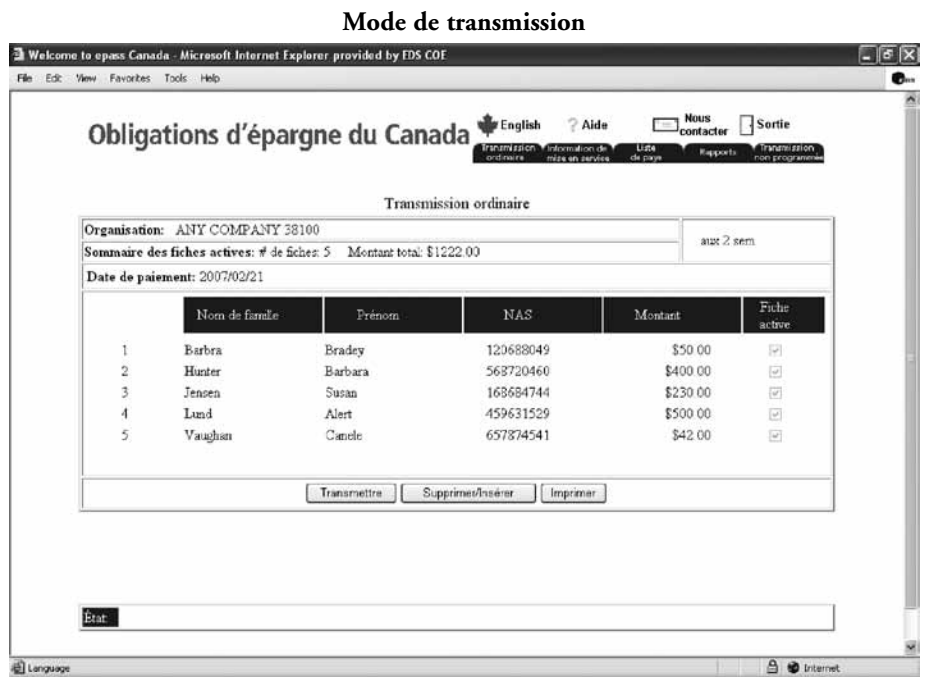 Mode de transmission
Welcome to epass Canada - Microsoft Internet Explorer provided by EDS COE
File Edit View Favorites Tools Help
Obligations d'épargne du Canada
English ? Aide Nous contacter Sortie
Transmission ordinaire Information de mise en service Liste de paye Rapports Transmission non programmée
Transmission ordinaire
Organisation: ANY COMPANY 38100
aux 2 sem.
Sommaire des fiches actives: # de fiches: 5 Montant total: $1222.00
Date de paiement: 2007/02/21
Nom de famille Prénom NAS Montant Fiche active
1 Barbra Bradey 120688049 $50.00
2 Hunter Barbara 568720460 $400.00
3 Jensen Susan 168684744 $230.00
4 Lund Alert 459631529 $500.00
5 Vaughan Canele 657874541 $42.00
Transmettre Supprimer/Insérer Imprimer
État:
Language
Internet